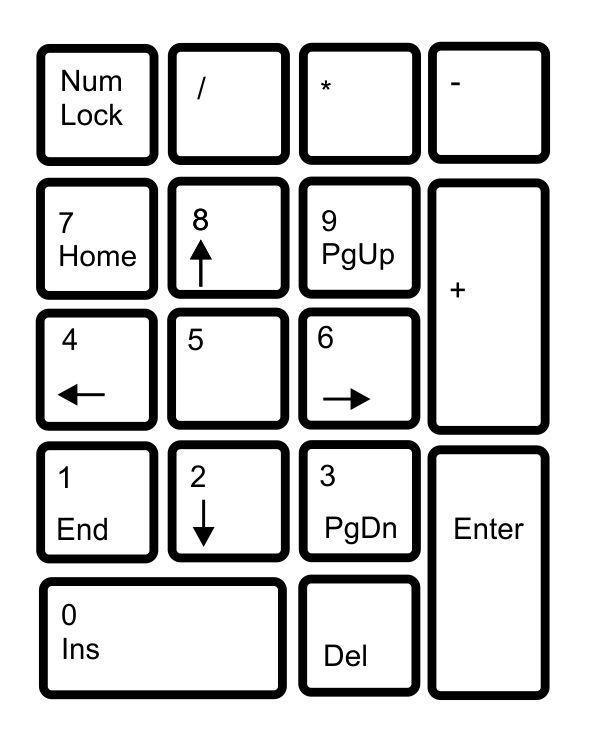 Num
Lock
/
*
-
7
Home
8
↑
9
PgUp
+
4
←
5
6
→
1
End
2
↓
3
PgDn
Enter
0
Ins
Del